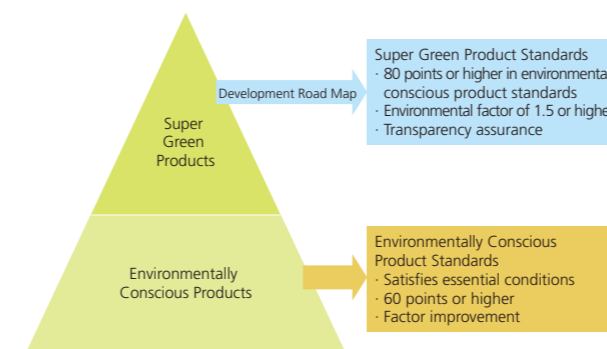 Super
Green
Products
Development Road Map
Super Green Product Standards
· 80 points or higher in environmenta
conscious product standards
· Environmental factor of 1.5 or highe
· Transparency assurance
Environmentally
Conscious Products
Environmentally Conscious
Product Standards
· Satisfies essential conditions
· 60 points or higher
· Factor improvement